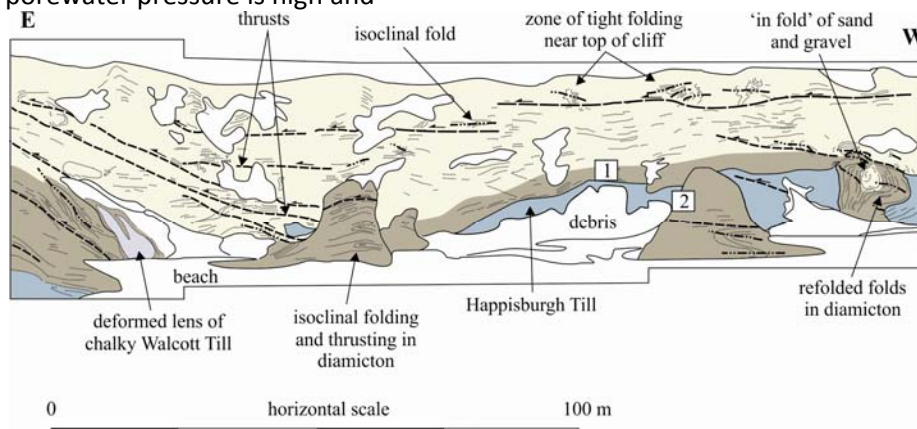 porewater pressure is high and
E
thrusts
isoclinal fold
zone of tight folding
near top of cliff
‘in fold’ of sand
and gravel
W
1
2
debris
beach
deformed lens of
chalky Walcott Till
isoclinal folding
and thrusting in
diamicton
Happisburgh Till
refolded folds
in diamicton
0
horizontal scale
100 m